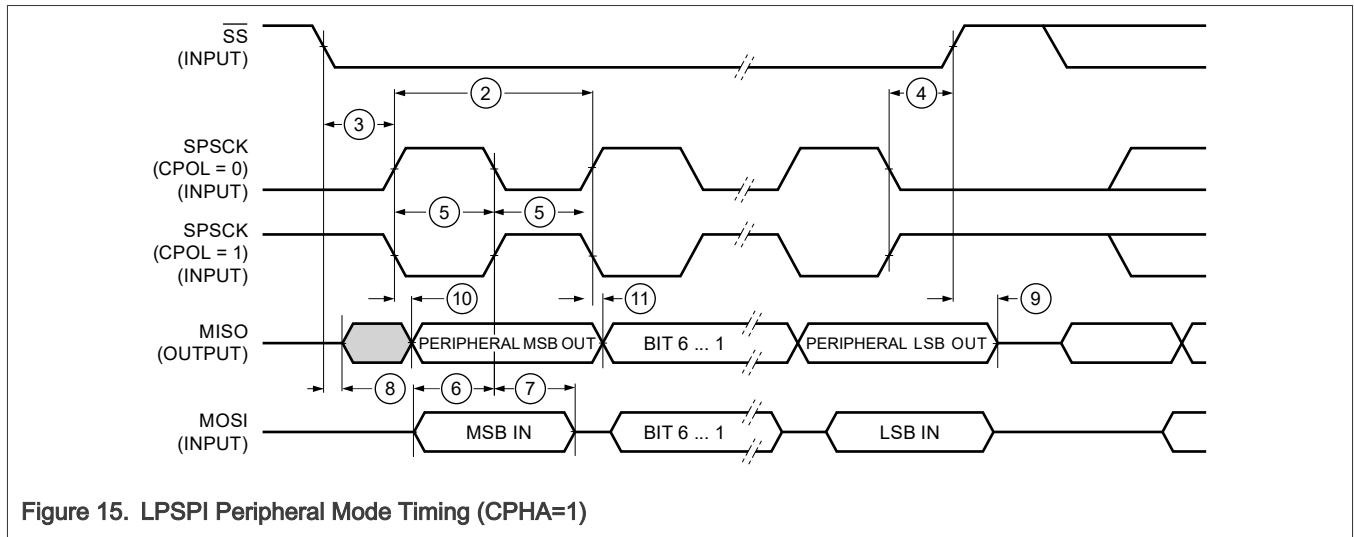 SS
(INPUT)
2
4
3
SPSCK
(CPOL = 0)
(INPUT)
5
5
SPSCK
(CPOL = 1)
(INPUT)
10
11
9
MISO
(OUTPUT)
PERIPHERAL MSB OUT
BIT 6 ... 1
PERIPHERAL LSB OUT
8
6
7
MOSI
(INPUT)
MSB IN
BIT 6 ... 1
LSB IN
Figure 15. LPSPI Peripheral Mode Timing (CPHA=1)